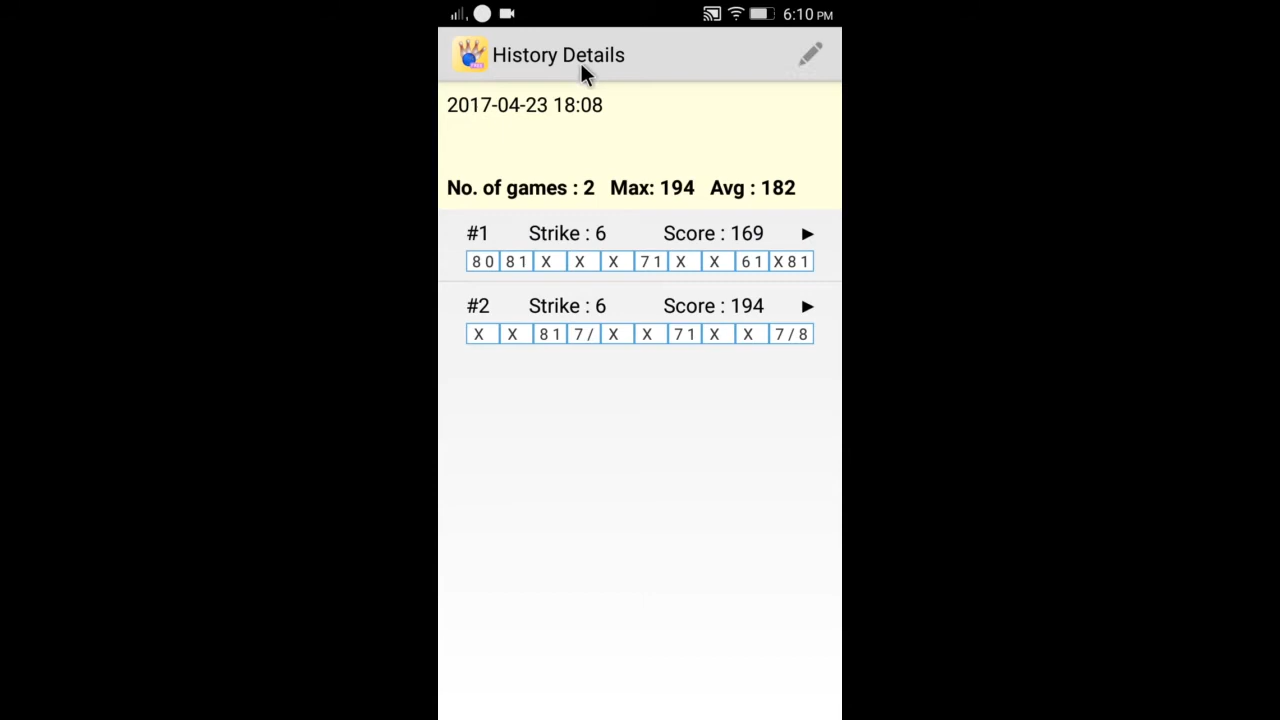 6:10 PM
History Details
2017-04-23 18:08
No. of games : 2 Max: 194 Avg : 182
#1 Strike : 6 Score : 169 ►
8 0 8 1 X X X 7 1 X X 6 1 X 8 1
#2 Strike : 6 Score : 194 ►
X X 8 1 7 / X X 7 1 X X 7 / 8